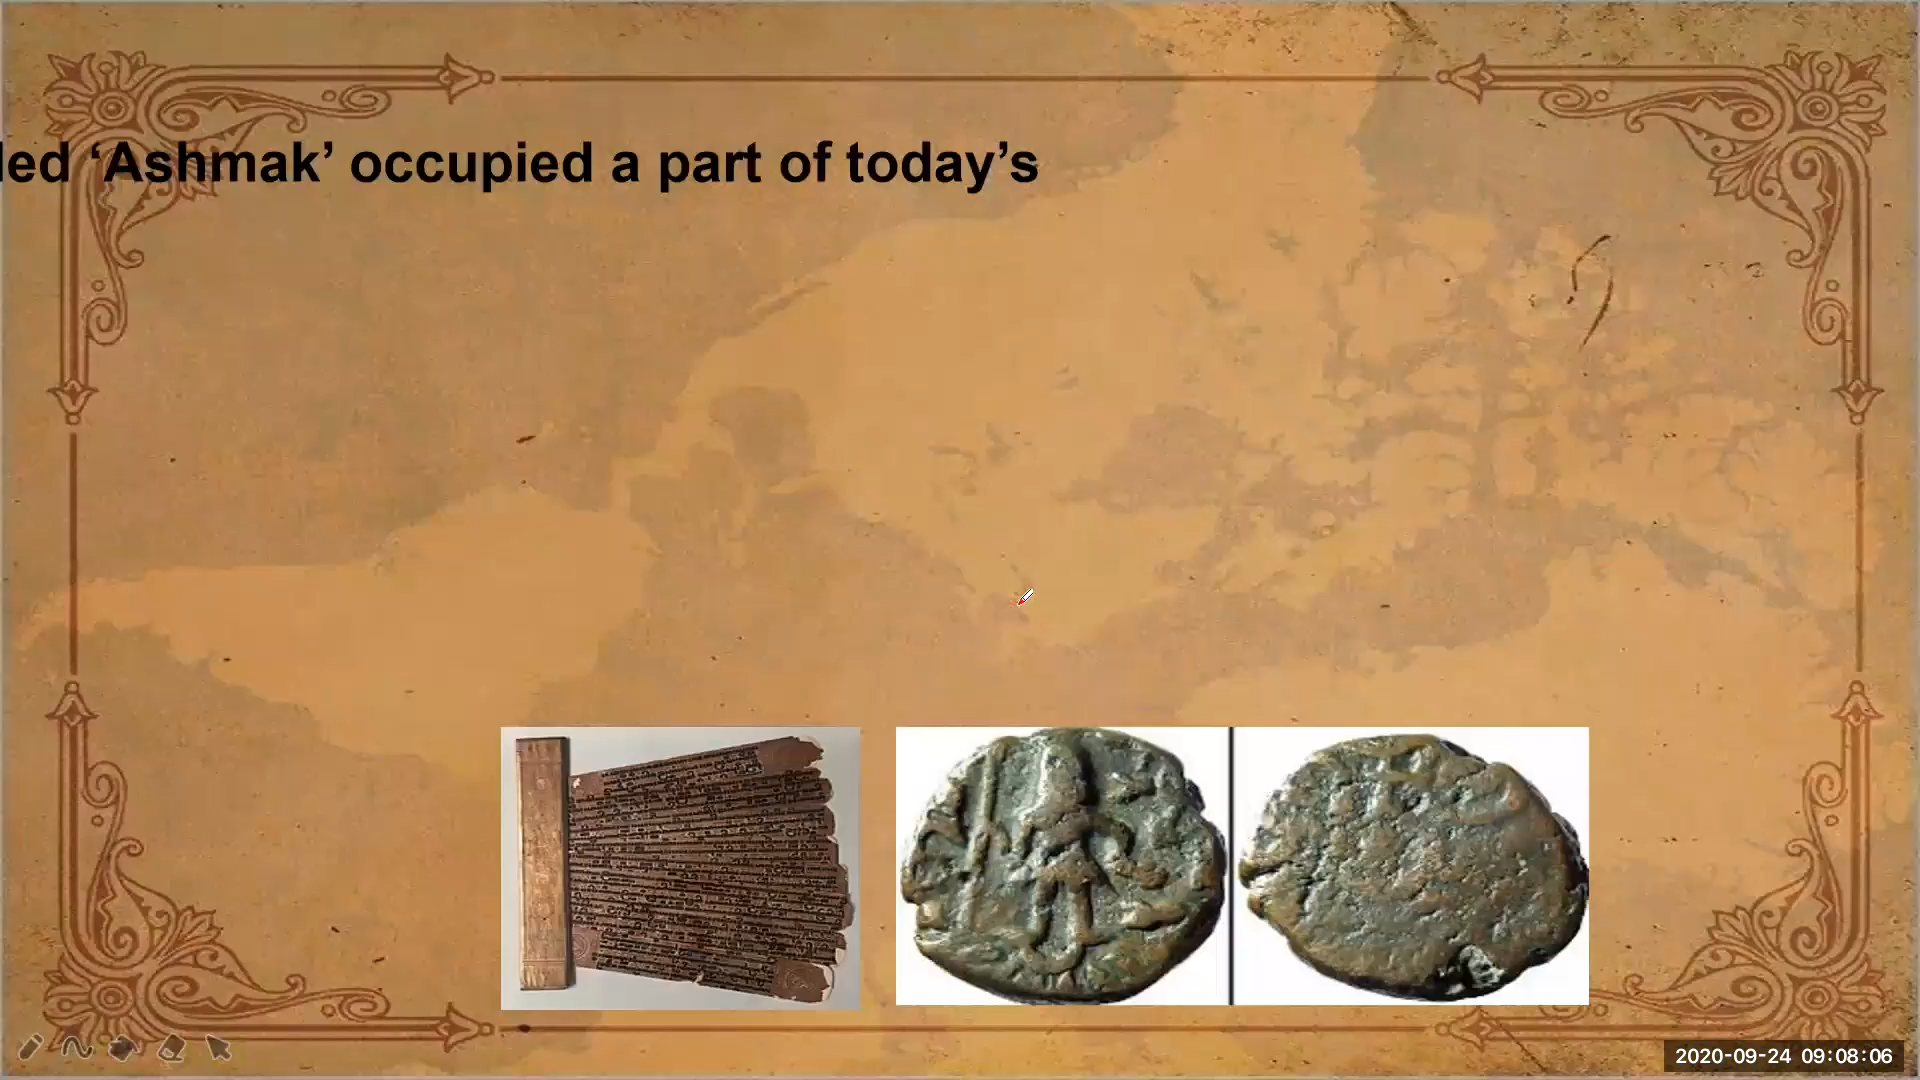 led ‘Ashmak’ occupied a part of today’s
2020-09-24 09:08:06